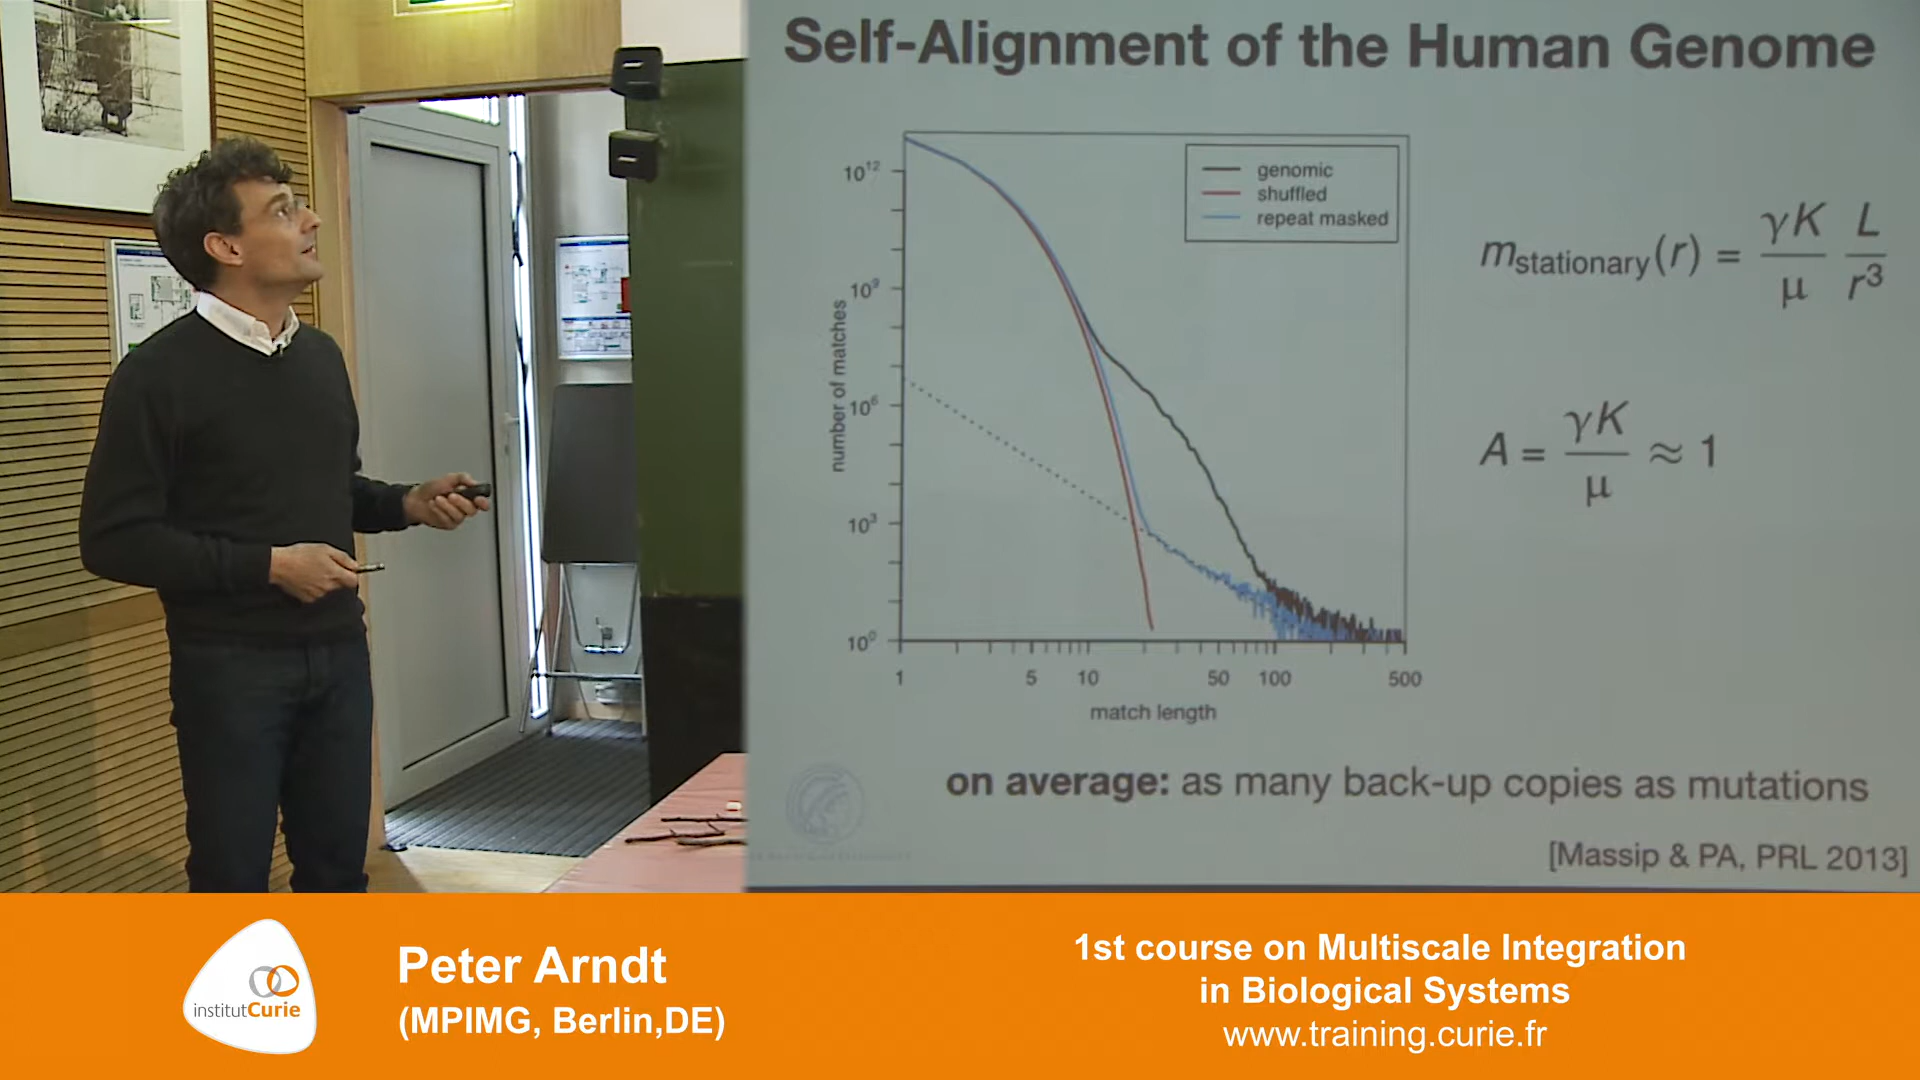 Self-Alignment of the Human Genome
number of matches
10¹²
10⁹
10⁶
10³
10⁰
genomic
shuffled
repeat masked
1
5
10
50
100
500
match length
m_stationary(r) = γK/μ L/r³
A = γK/μ ≈ 1
on average: as many back-up copies as mutations
[Massip & PA, PRL 2013]
institutCurie
Peter Arndt
(MPIMG, Berlin,DE)
1st course on Multiscale Integration
in Biological Systems
www.training.curie.fr